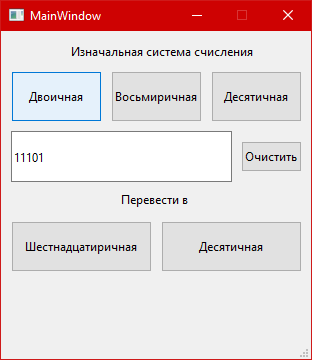 MainWindow
Изначальная система счисления
Двоичная Восьмиричная Десятичная
11101 Очистить
Перевести в
Шестнадцатиричная Десятичная